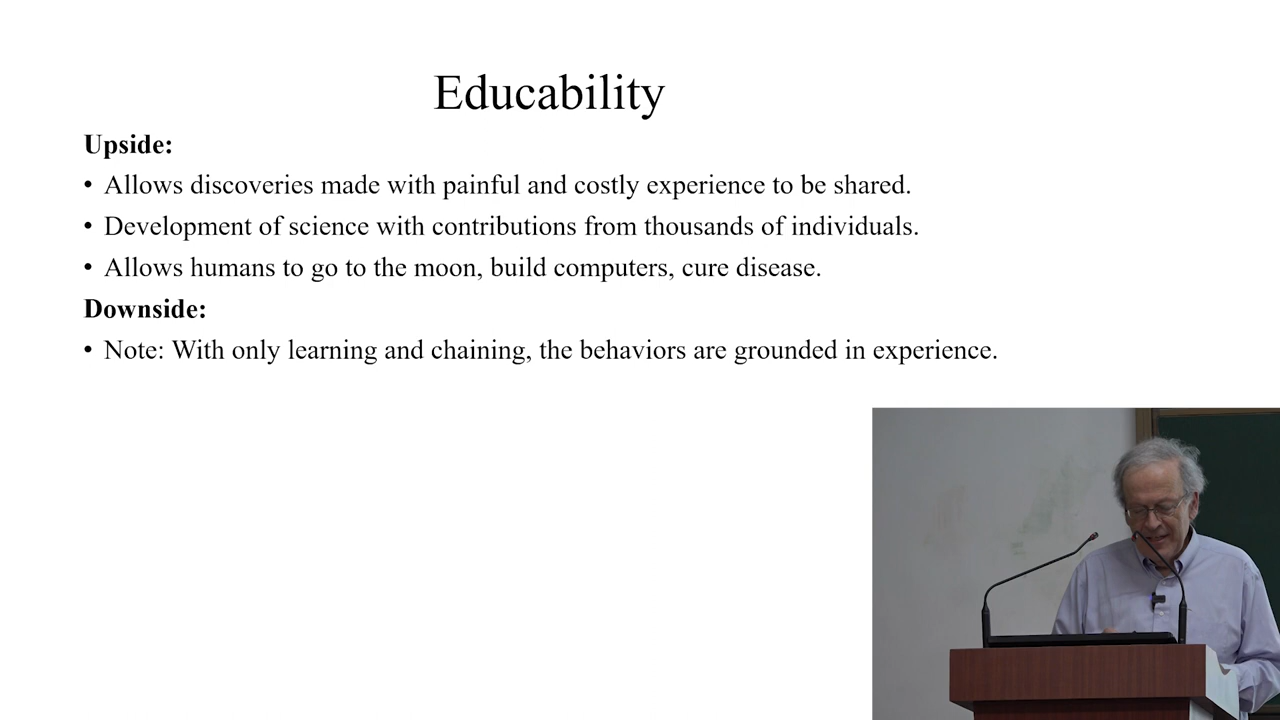 Educability
Upside:
• Allows discoveries made with painful and costly experience to be shared.
• Development of science with contributions from thousands of individuals.
• Allows humans to go to the moon, build computers, cure disease.
Downside:
• Note: With only learning and chaining, the behaviors are grounded in experience.